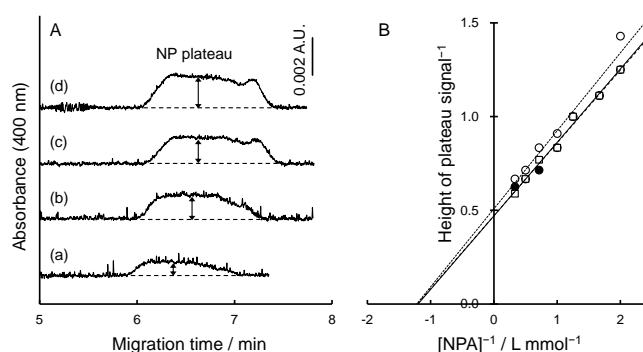 A
NP plateau
0.002 A.U.
(d)
(c)
(b)
(a)
Absorbance (400 nm)
5
6
7
8
Migration time / min
B
1.5
1.0
0.5
0.0
Height of plateau signal⁻¹
-2
-1
0
1
2
[NPA]⁻¹ / L mmol⁻¹